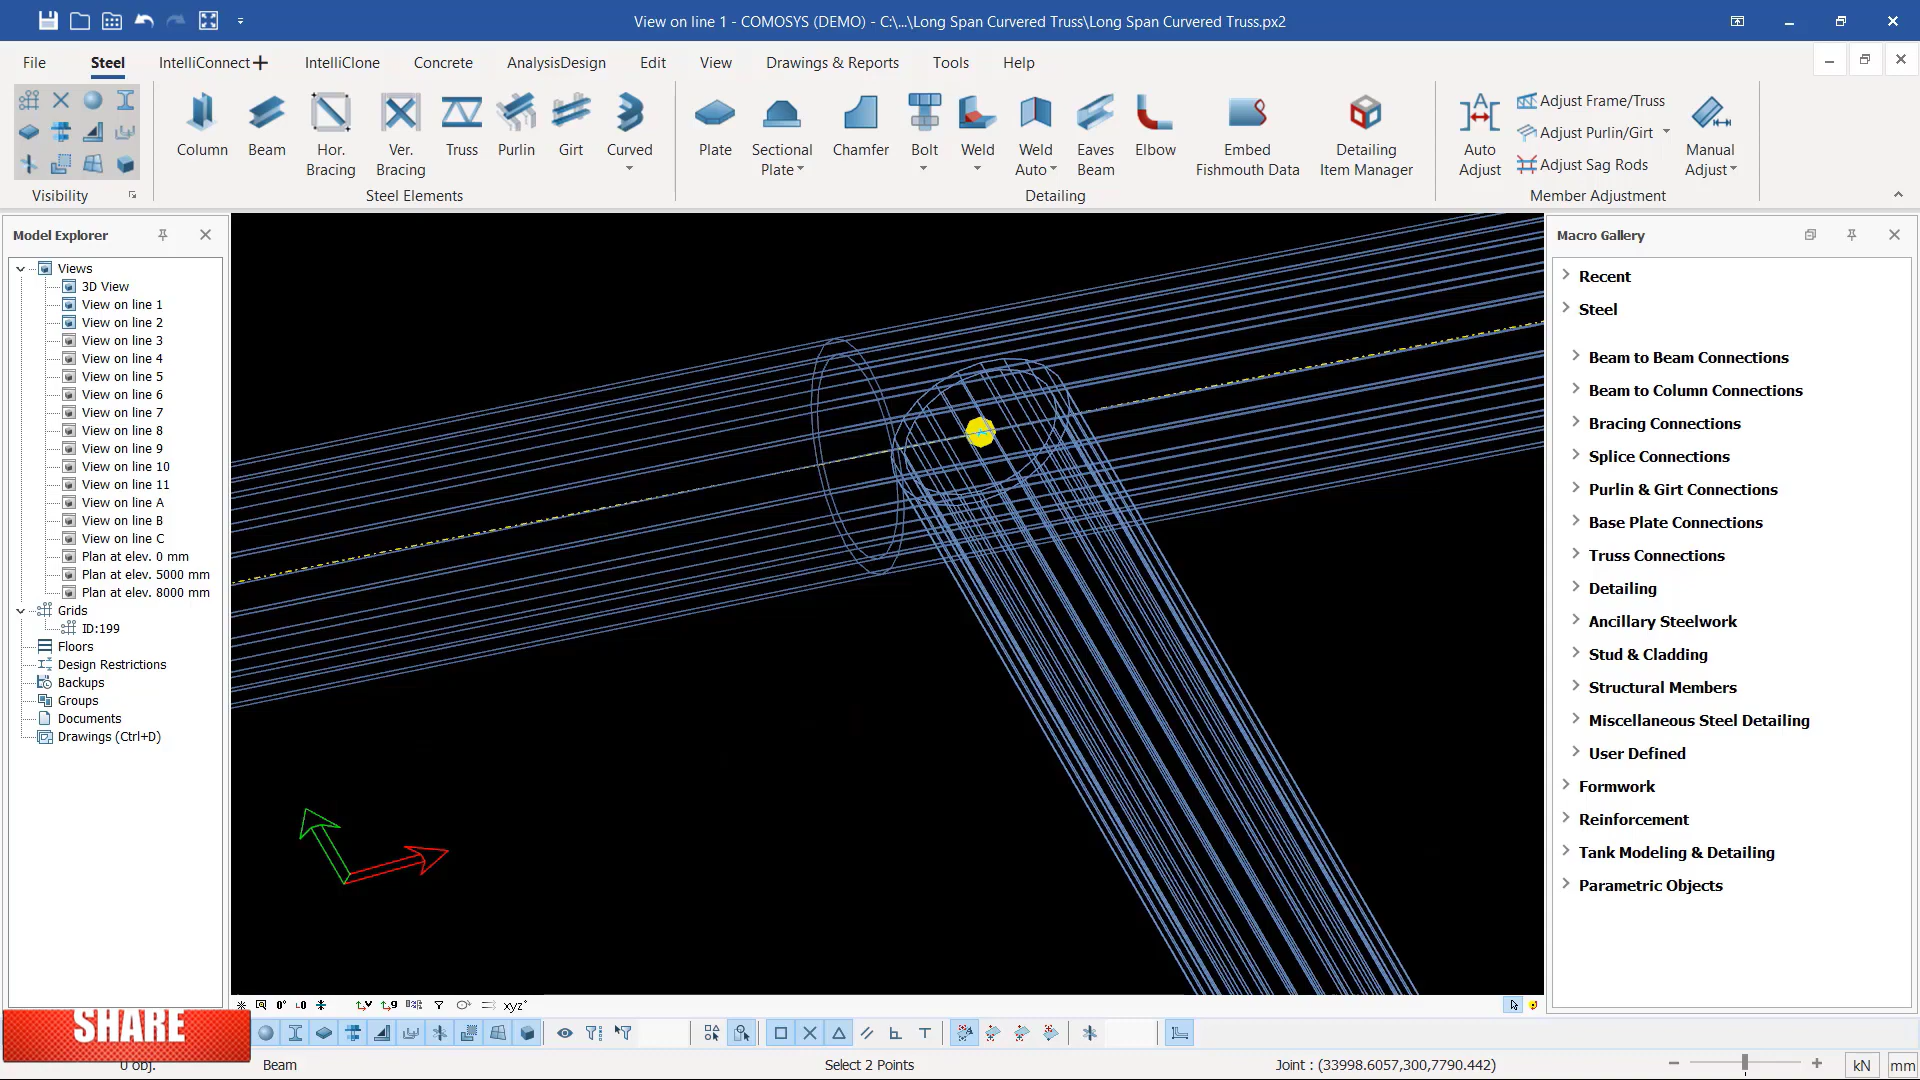 View on line 1 - COMOSYS (DEMO) - C:\...\Long Span Curvered Truss\Long Span Curvered Truss.px2
File Steel IntelliConnect IntelliClone Concrete AnalysisDesign Edit View Drawings & Reports Tools Help
Column Beam Hor. Bracing Ver. Bracing Truss Purlin Girt Curved
Plate Sectional Plate Chamfer Bolt Weld Weld Auto Eaves Beam Elbow Embed Fishmouth Data Detailing Item Manager
Auto Adjust Adjust Frame/Truss
Adjust Purlin/Girt
Adjust Sag Rods
Manual Adjust
Visibility Steel Elements Detailing Member Adjustment
Model Explorer
Views
3D View
View on line 1
View on line 2
View on line 3
View on line 4
View on line 5
View on line 6
View on line 7
View on line 8
View on line 9
View on line 10
View on line 11
View on line A
View on line B
View on line C
Plan at elev. 0 mm
Plan at elev. 5000 mm
Plan at elev. 8000 mm
Grids
ID:199
Floors
Design Restrictions
Backups
Groups
Documents
Drawings (Ctrl+D)
Macro Gallery
Recent
Steel
Beam to Beam Connections
Beam to Column Connections
Bracing Connections
Splice Connections
Purlin & Girt Connections
Base Plate Connections
Truss Connections
Detailing
Ancillary Steelwork
Stud & Cladding
Structural Members
Miscellaneous Steel Detailing
User Defined
Formwork
Reinforcement
Tank Modeling & Detailing
Parametric Objects
xyz
SHARE
0 obj. Beam Select 2 Points Joint : (33998.6057,300,7790.442) kN mm